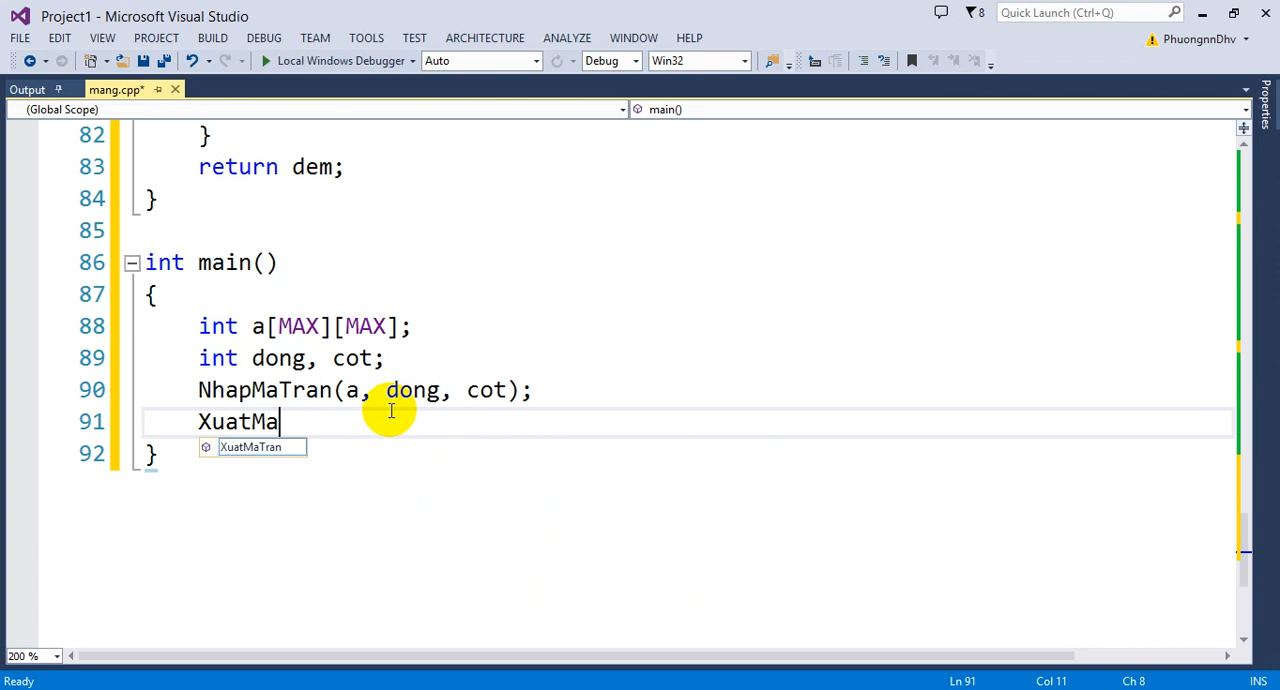 Project1 - Microsoft Visual Studio
8
Quick Launch (Ctrl+Q)
FILE EDIT VIEW PROJECT BUILD DEBUG TEAM TOOLS TEST ARCHITECTURE ANALYZE WINDOW HELP
PhuongnnDhv
Local Windows Debugger
Auto
Debug
Win32
Output
mang.cpp*
Properties
(Global Scope)
main()
82 }
83 return dem;
84 }
85
86 int main()
87 {
88 int a[MAX][MAX];
89 int dong, cot;
90 NhapMaTran(a, dong, cot);
91 XuatMa
XuatMaTran
92 }
200 %
Ready
Ln 91
Col 11
Ch 8
INS